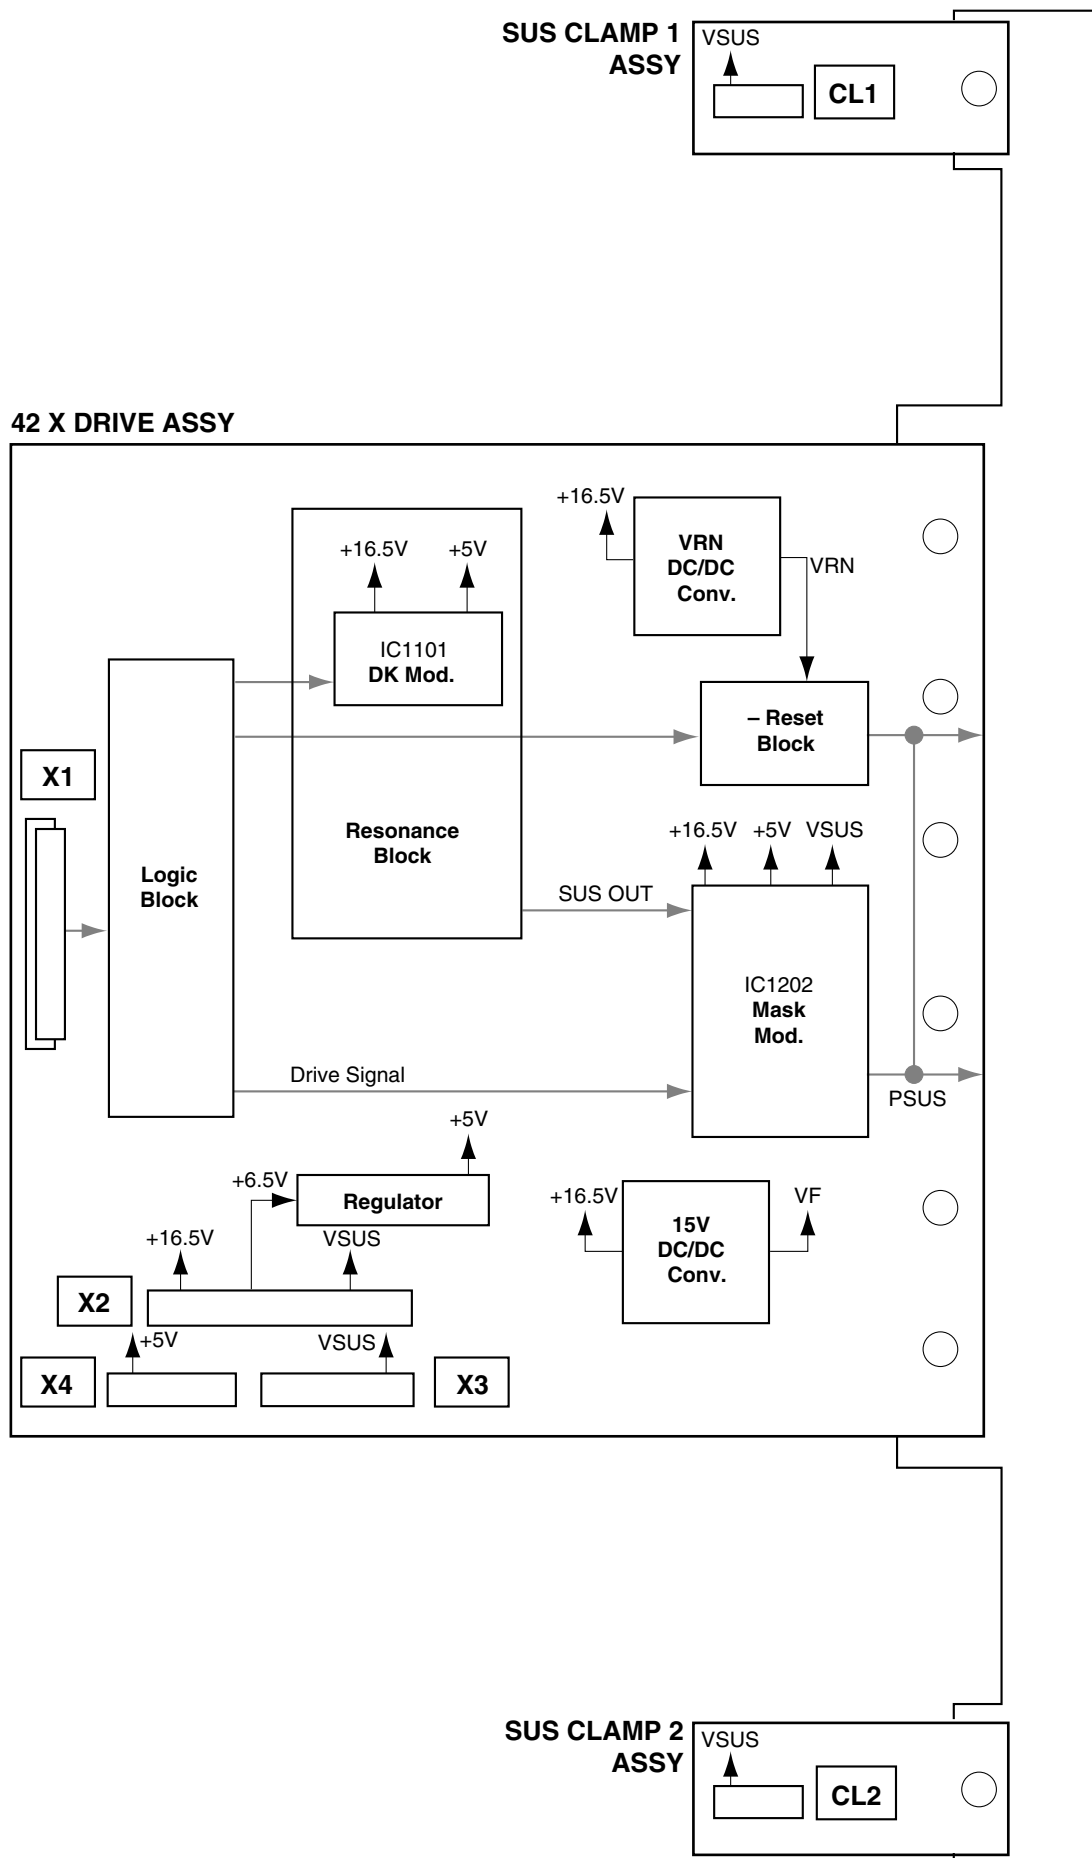 SUS CLAMP 1
ASSY
VSUS
CL1
42 X DRIVE ASSY
+16.5V
VRN
DC/DC
Conv.
VRN
+16.5V
+5V
IC1101
DK Mod.
– Reset
Block
X1
Resonance
Block
+16.5V
+5V
VSUS
Logic
Block
SUS OUT
IC1202
Mask
Mod.
Drive Signal
PSUS
+5V
+6.5V
Regulator
+16.5V
VF
15V
DC/DC
Conv.
+16.5V
VSUS
X2
+5V
VSUS
X4
X3
SUS CLAMP 2
ASSY
VSUS
CL2